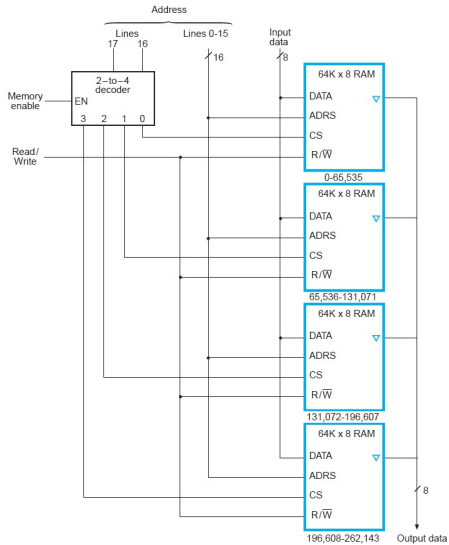 Address
Lines
17 16
Lines 0-15
Input
data
16
8
2-to-4
decoder
EN
3 2 1 0
Memory
enable
Read/
Write
64K x 8 RAM
DATA
ADRS
CS
R/W̅
0-65,535
64K x 8 RAM
DATA
ADRS
CS
R/W̅
65,536-131,071
64K x 8 RAM
DATA
ADRS
CS
R/W̅
131,072-196,607
64K x 8 RAM
DATA
ADRS
CS
R/W̅
196,608-262,143
8
Output data